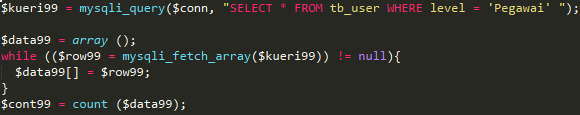 $kueri99 = mysqli_query($conn, "SELECT * FROM tb_user WHERE level = 'Pegawai' ");
$data99 = array ();
while (($row99 = mysqli_fetch_array($kueri99)) != null){
$data99[] = $row99;
}
$cont99 = count ($data99);